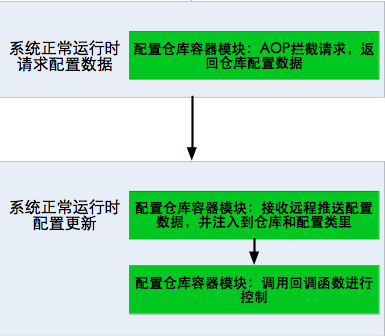 系统正常运行时
请求配置数据
配置仓库容器模块：AOP拦截请求，返
回仓库配置数据
系统正常运行时
配置更新
配置仓库容器模块：接收远程推送配置
数据，并注入到仓库和配置类里
配置仓库容器模块：调用回调函数进行
控制